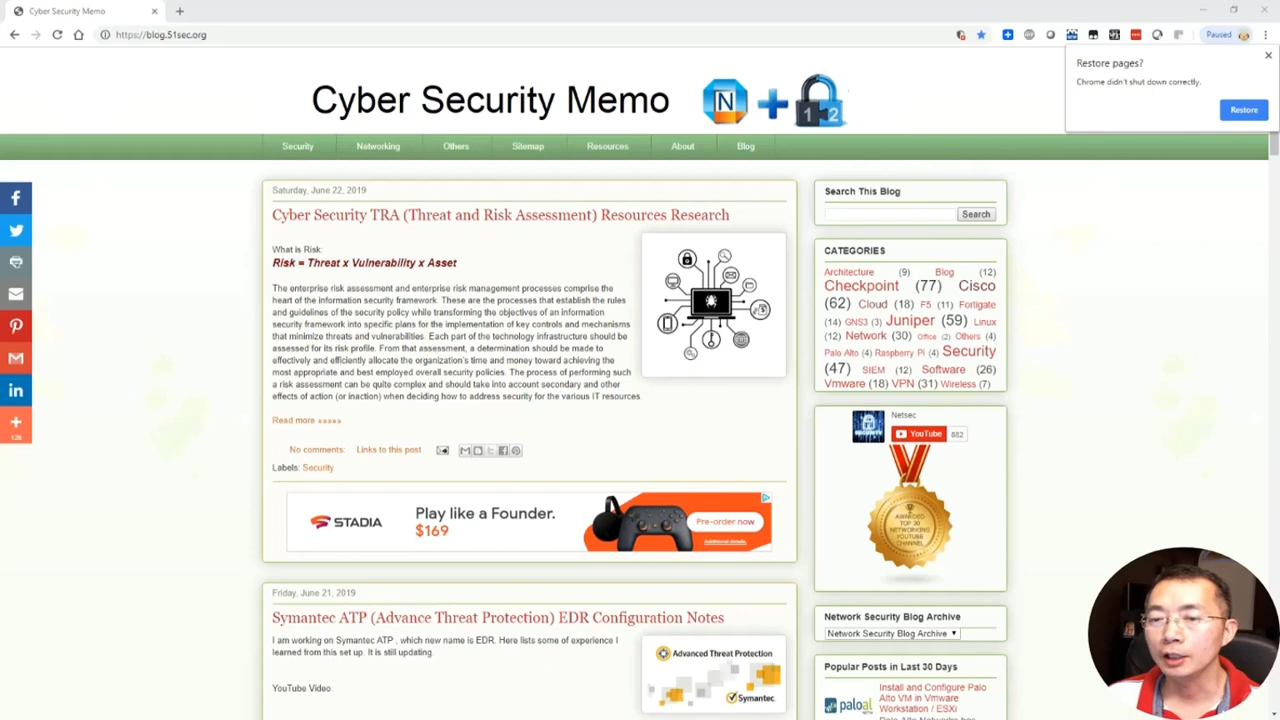 Cyber Security Memo
https://blog.51sec.org
Paused
Restore pages?
Chrome didn't shut down correctly.
Restore
Cyber Security Memo
N
1 2
Security Networking Others Sitemap Resources About Blog
Saturday, June 22, 2019
Cyber Security TRA (Threat and Risk Assessment) Resources Research
What is Risk:
Risk = Threat x Vulnerability x Asset
The enterprise risk assessment and enterprise risk management processes comprise the
heart of the information security framework. These are the processes that establish the rules
and guidelines of the security policy while transforming the objectives of an information
security framework into specific plans for the implementation of key controls and mechanisms
that minimize threats and vulnerabilities. Each part of the technology infrastructure should be
assessed for its risk profile. From that assessment, a determination should be made to
effectively and efficiently allocate the organization's time and money toward achieving the
most appropriate and best employed overall security policies. The process of performing such
a risk assessment can be quite complex and should take into account secondary and other
effects of action (or inaction) when deciding how to address security for the various IT resources.
Read more »»»»»
No comments: Links to this post
Labels: Security
STADIA
Play like a Founder.
$169
Pre-order now
Additional details.
Friday, June 21, 2019
Symantec ATP (Advance Threat Protection) EDR Configuration Notes
I am working on Symantec ATP , which new name is EDR. Here lists some of experience I
learned from this set up. It is still updating.
YouTube Video.
Advanced Threat Protection
Symantec
128
Search This Blog
Search
CATEGORIES
Architecture (9) Blog (12)
Checkpoint (77) Cisco
(62) Cloud (18) F5 (11) Fortigate
(14) GNS3 (3) Juniper (59) Linux
(12) Network (30) Office (2) Others (4)
Palo Alto (4) Raspberry Pi (4) Security
(47) SIEM (12) Software (26)
Vmware (18) VPN (31) Wireless (7)
Netsec
YouTube 882
AWARDED
TOP 30
NETWORKING
YOUTUBE
CHANNEL
Network Security Blog Archive
Network Security Blog Archive
Popular Posts in Last 30 Days
paloalto
Install and Configure Palo
Alto VM in Vmware
Workstation / ESXi